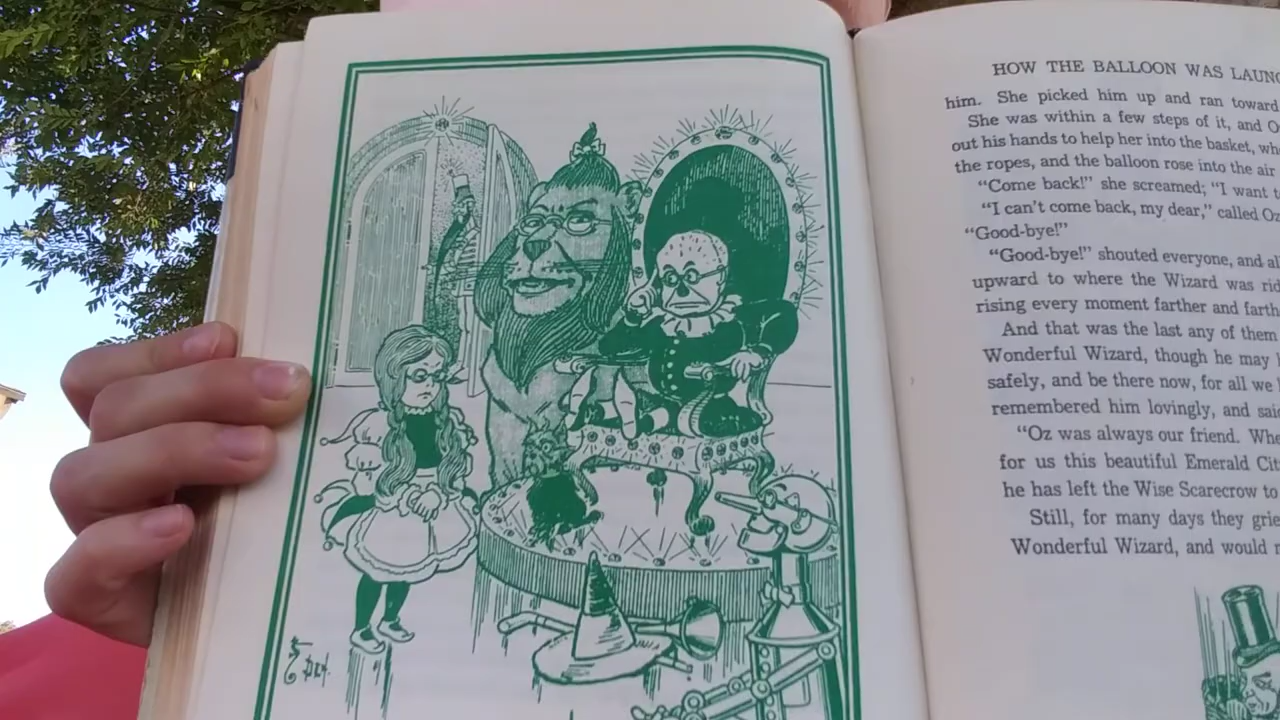 HOW THE BALLOON WAS LAUNC
him. She picked him up and ran toward
She was within a few steps of it, and O
out his hands to help her into the basket, wh
the ropes, and the balloon rose into the air
"Come back!" she screamed; "I want t
"I can't come back, my dear," called Oz
"Good-bye!"
"Good-bye!" shouted everyone, and al
upward to where the Wizard was rid
rising every moment farther and farth
And that was the last any of them
Wonderful Wizard, though he may
safely, and be there now, for all we
remembered him lovingly, and said
"Oz was always our friend. Whe
for us this beautiful Emerald Cit
he has left the Wise Scarecrow to
Still, for many days they grie
Wonderful Wizard, and would